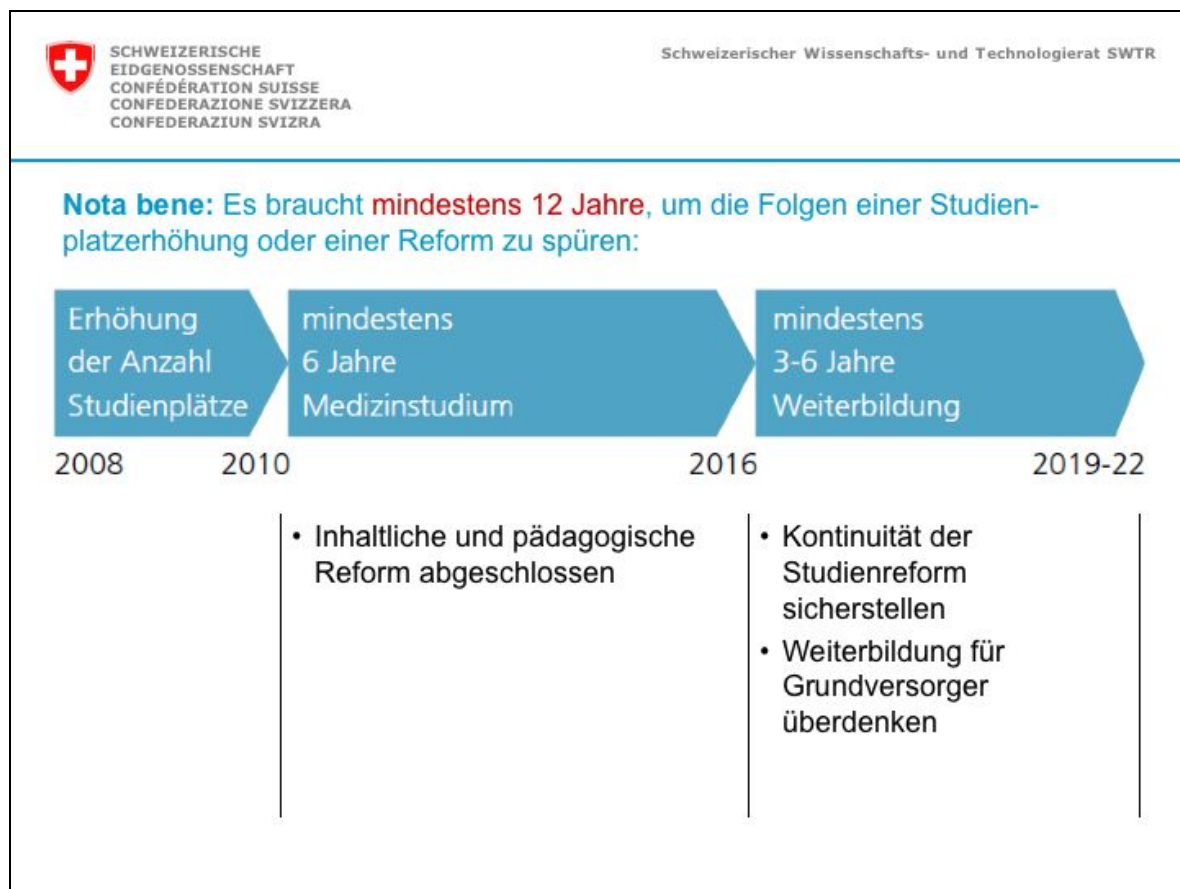 SCHWEIZERISCHE
EIDGENOSSENSCHAFT
CONFÉDÉRATION SUISSE
CONFEDERAZIONE SVIZZERA
CONFEDERAZIUN SVIZRA
Schweizerischer Wissenschafts- und Technologierat SWTR
Nota bene: Es braucht mindestens 12 Jahre, um die Folgen einer Studien-
platzerhöhung oder einer Reform zu spüren:
Erhöhung
der Anzahl
Studienplätze
mindestens
6 Jahre
Medizinstudium
mindestens
3-6 Jahre
Weiterbildung
2008 2010 2016 2019-22
• Inhaltliche und pädagogische
Reform abgeschlossen
• Kontinuität der
Studienreform
sicherstellen
• Weiterbildung für
Grundversorger
überdenken